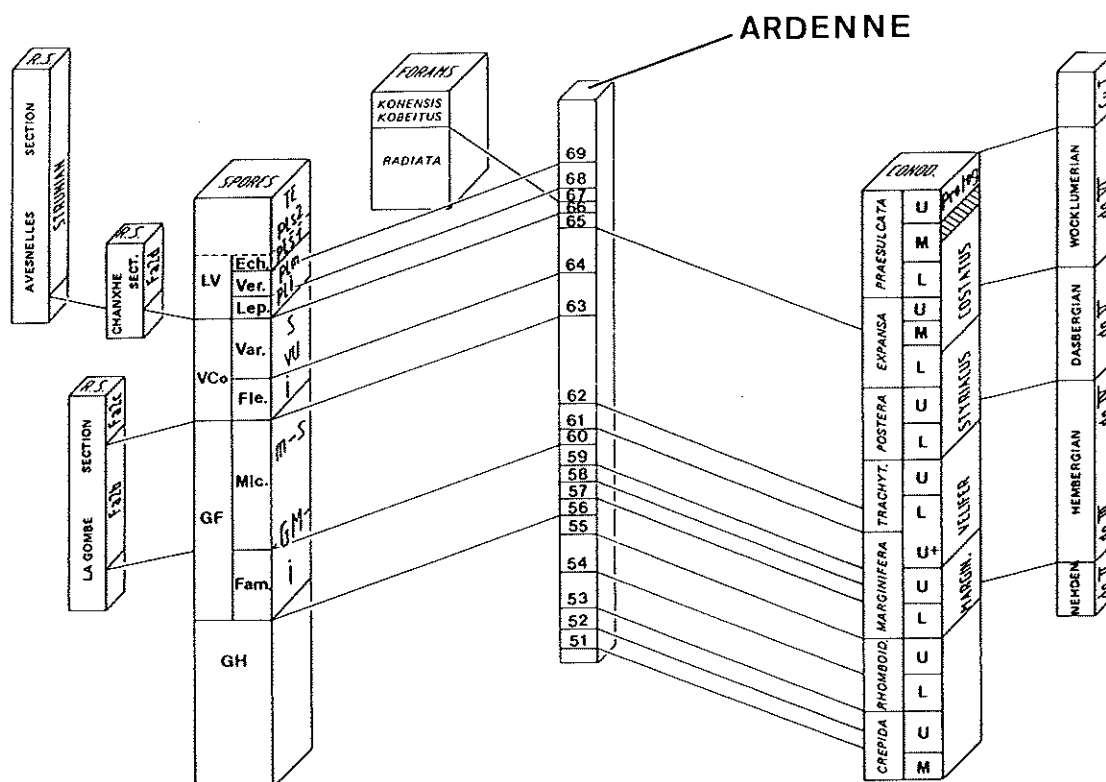 ARDENNE
R.S
AVESNELLES SECTION
STRUNIAN
R.S.
CHANXHE SECT.
Fa2d
R.S.
LA GOMBE SECTION
Fa2c
Fa2b
SPORES
LV
VCo
GF
GH
Ech.
Ver.
Lep.
Var.
Fle.
Mic.
Fam.
TE
PLS2
PLS1
PLm
PLi
S
VU
i
m-S
GM
i
FORAMS
KONENSIS
KOBEITUS
RADIATA
69
68
67
66
65
64
63
62
61
60
59
58
57
56
55
54
53
52
51
CONOD.
PRAESULCATA
U
M
L
EXPANSA
U
M
L
POSTERA
U
L
TRACHYT.
U
L
MARGINIFERA
U+
U
L
RHOMBOID.
U
L
CREPIDA
U
M
COSTATUS
STYRIACUS
VELIFER
MARGIN.
WOCKLUMERIAN
DASBERGIAN
HEMBERGIAN
NEHDEN